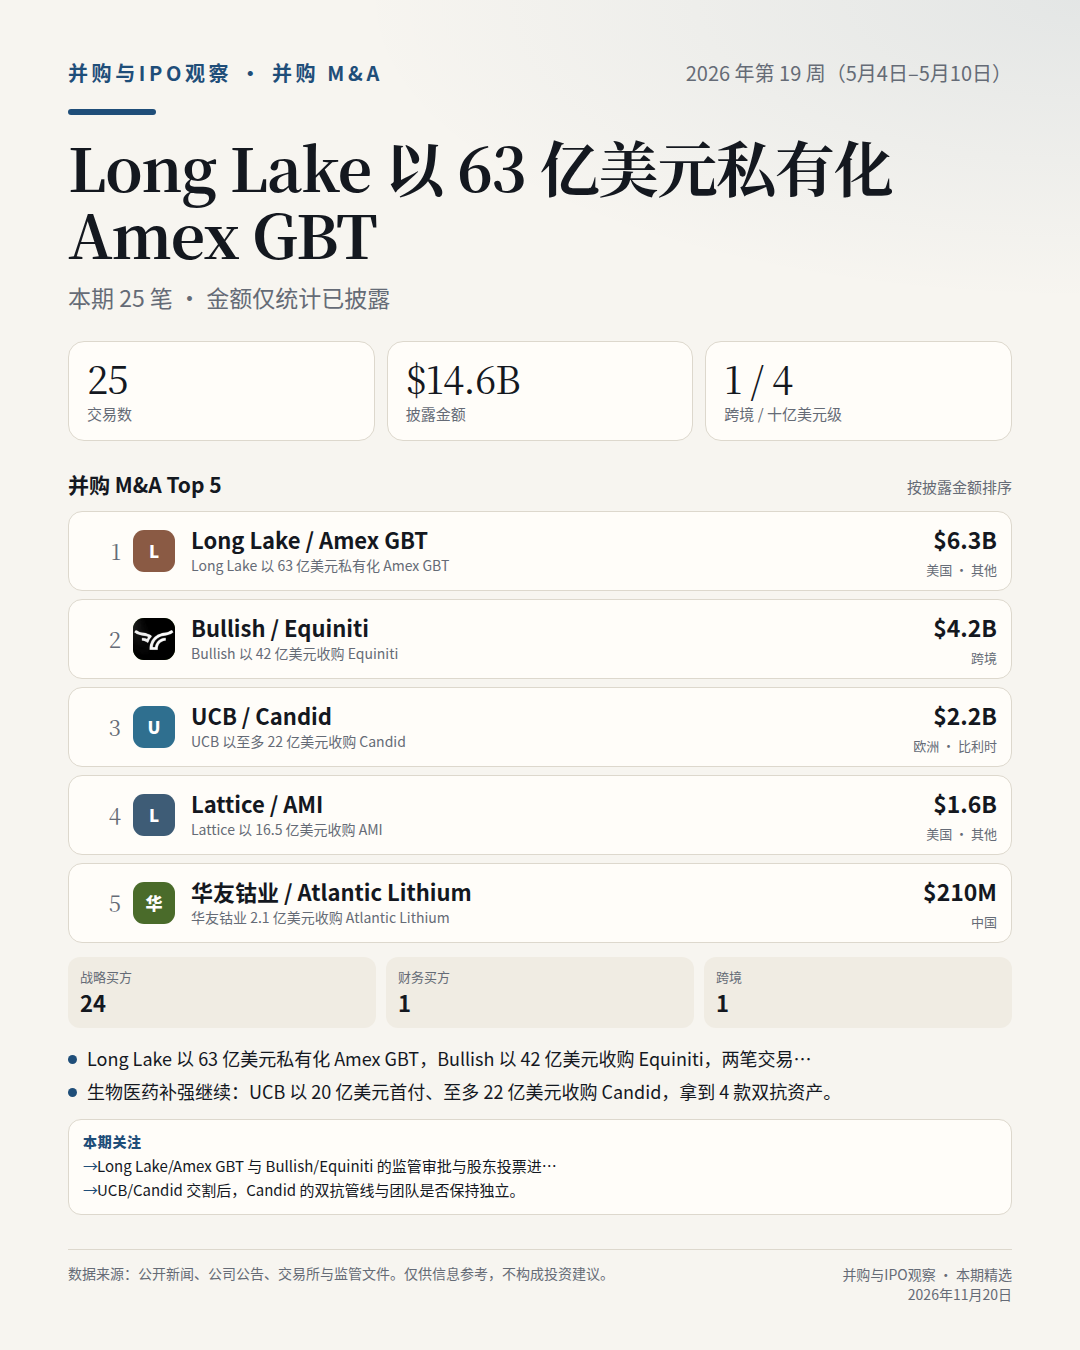 并购与IPO观察 · 并购 M&A
2026 年第 19 周（5月4日–5月10日）
Long Lake 以 63 亿美元私有化
Amex GBT
本期 25 笔 · 金额仅统计已披露
25
交易数
$14.6B
披露金额
1 / 4
跨境 / 十亿美元级
并购 M&A Top 5
按披露金额排序
1
L
Long Lake / Amex GBT
Long Lake 以 63 亿美元私有化 Amex GBT
$6.3B
美国 · 其他
2
Bullish / Equiniti
Bullish 以 42 亿美元收购 Equiniti
$4.2B
跨境
3
U
UCB / Candid
UCB 以至多 22 亿美元收购 Candid
$2.2B
欧洲 · 比利时
4
L
Lattice / AMI
Lattice 以 16.5 亿美元收购 AMI
$1.6B
美国 · 其他
5
华
华友钴业 / Atlantic Lithium
华友钴业 2.1 亿美元收购 Atlantic Lithium
$210M
中国
战略买方
24
财务买方
1
跨境
1
Long Lake 以 63 亿美元私有化 Amex GBT，Bullish 以 42 亿美元收购 Equiniti，两笔交易…
生物医药补强继续：UCB 以 20 亿美元首付、至多 22 亿美元收购 Candid，拿到 4 款双抗资产。
本期关注
→Long Lake/Amex GBT 与 Bullish/Equiniti 的监管审批与股东投票进…
→UCB/Candid 交割后，Candid 的双抗管线与团队是否保持独立。
数据来源：公开新闻、公司公告、交易所与监管文件。仅供信息参考，不构成投资建议。
并购与IPO观察 · 本期精选
2026年11月20日